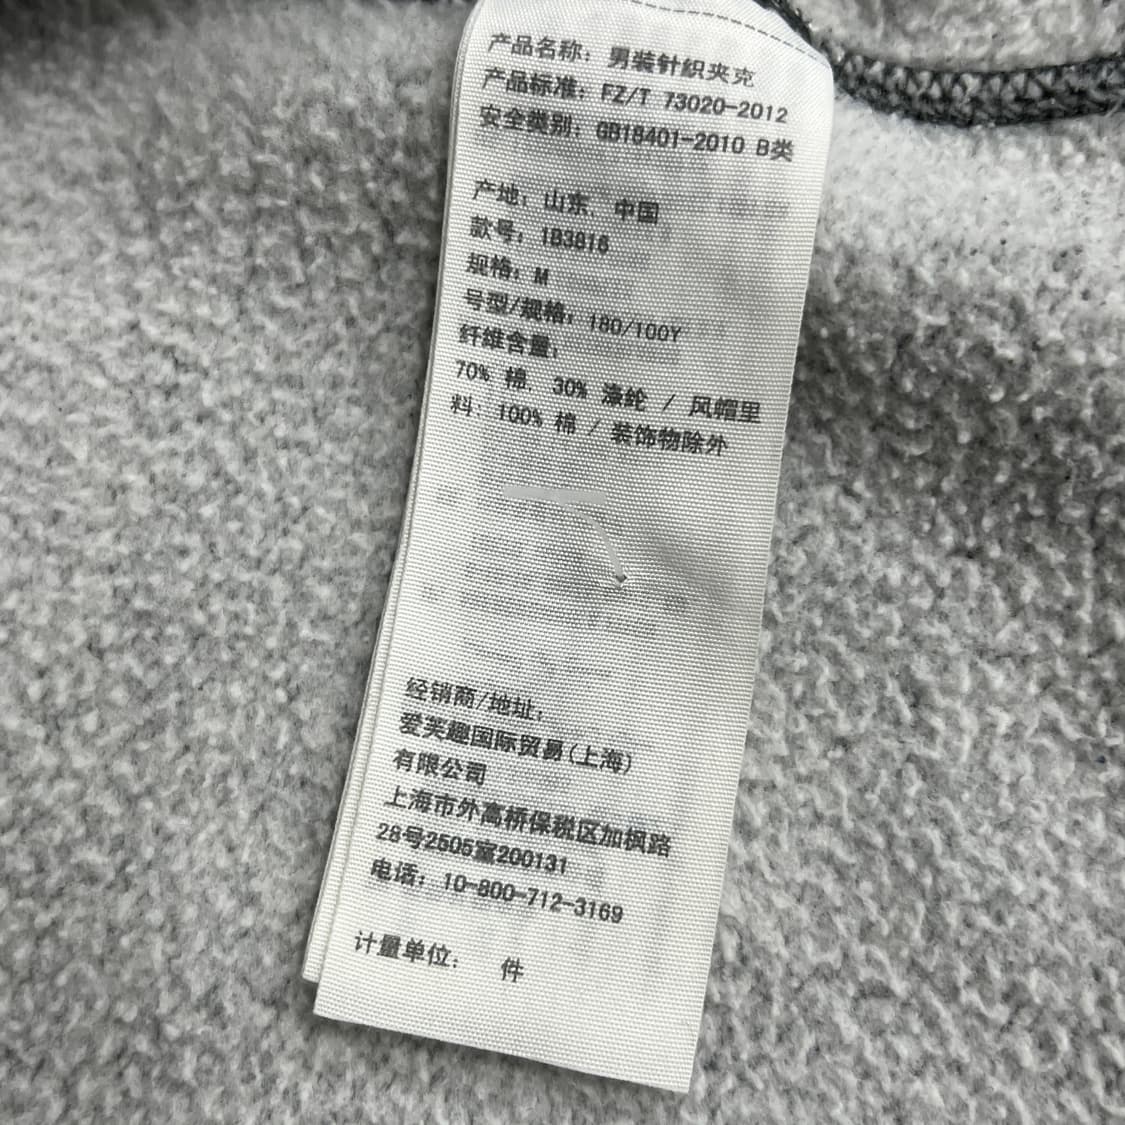 产品名称：男装针织夹克
产品标准：FZ/T 73020-2012
安全类别：GB18401-2010 B类
产地：山东、中国
款号：IB3816
规格：M
号型/规格：180/100Y
纤维含量：
70% 棉、30% 涤纶 / 风帽里
料：100% 棉 / 装饰物除外
经销商/地址：
爱芙趣国际贸易(上海)
有限公司
上海市外高桥保税区加枫路
28号2505室200131
电话：10-800-712-3169
计量单位： 件